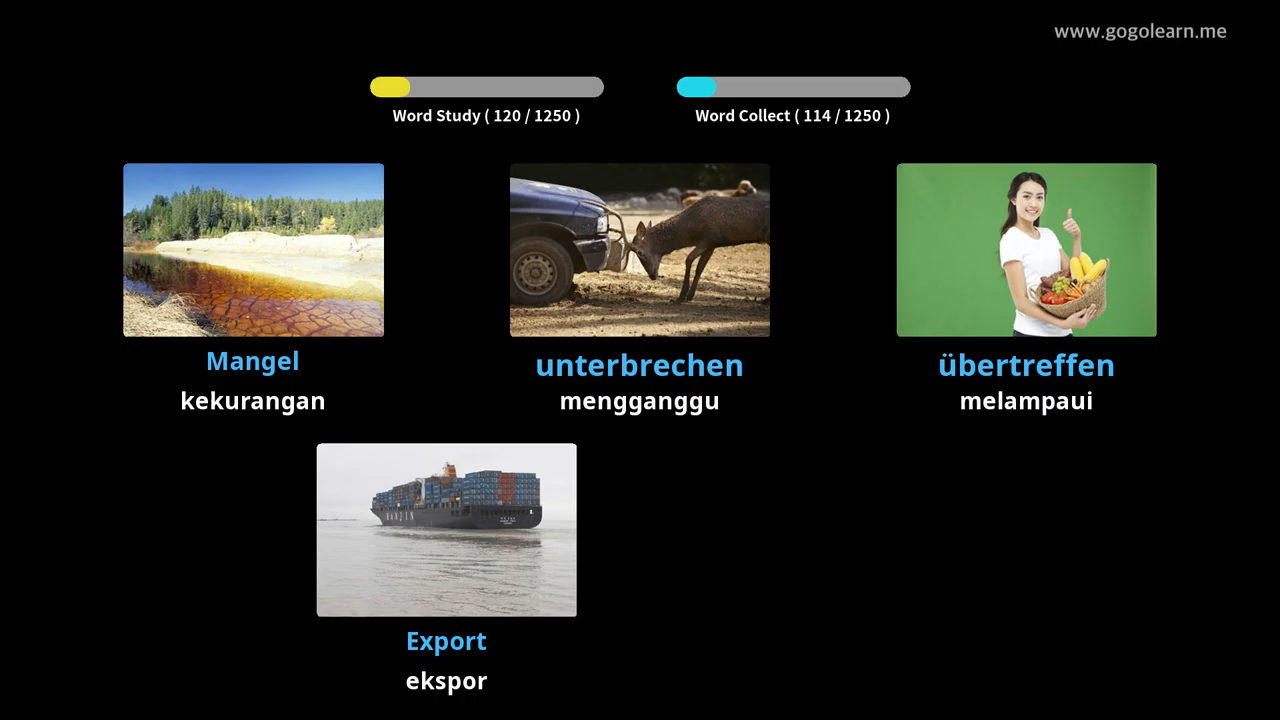 www.gogolearn.me
Word Study ( 120 / 1250 )
Word Collect ( 114 / 1250 )
Mangel
kekurangan
unterbrechen
mengganggu
übertreffen
melampaui
HANJIN
Export
ekspor